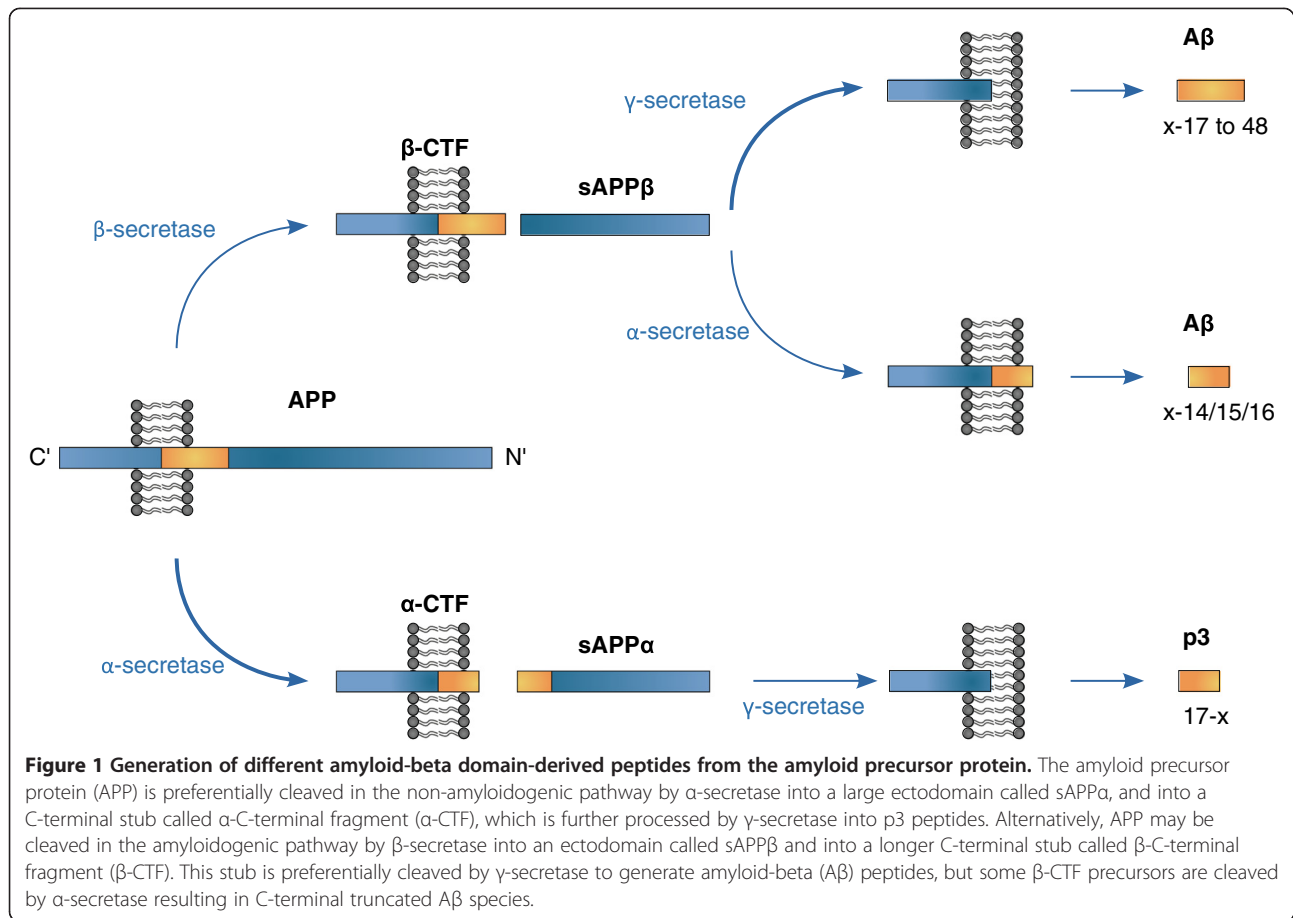 Aβ
x-17 to 48
γ-secretase
β-CTF
sAPPβ
β-secretase
α-secretase
Aβ
x-14/15/16
APP
C'
N'
α-CTF
sAPPα
p3
α-secretase
γ-secretase
17-x
Figure 1 Generation of different amyloid-beta domain-derived peptides from the amyloid precursor protein. The amyloid precursor
protein (APP) is preferentially cleaved in the non-amyloidogenic pathway by α-secretase into a large ectodomain called sAPPα, and into a
C-terminal stub called α-C-terminal fragment (α-CTF), which is further processed by γ-secretase into p3 peptides. Alternatively, APP may be
cleaved in the amyloidogenic pathway by β-secretase into an ectodomain called sAPPβ and into a longer C-terminal stub called β-C-terminal
fragment (β-CTF). This stub is preferentially cleaved by γ-secretase to generate amyloid-beta (Aβ) peptides, but some β-CTF precursors are cleaved
by α-secretase resulting in C-terminal truncated Aβ species.